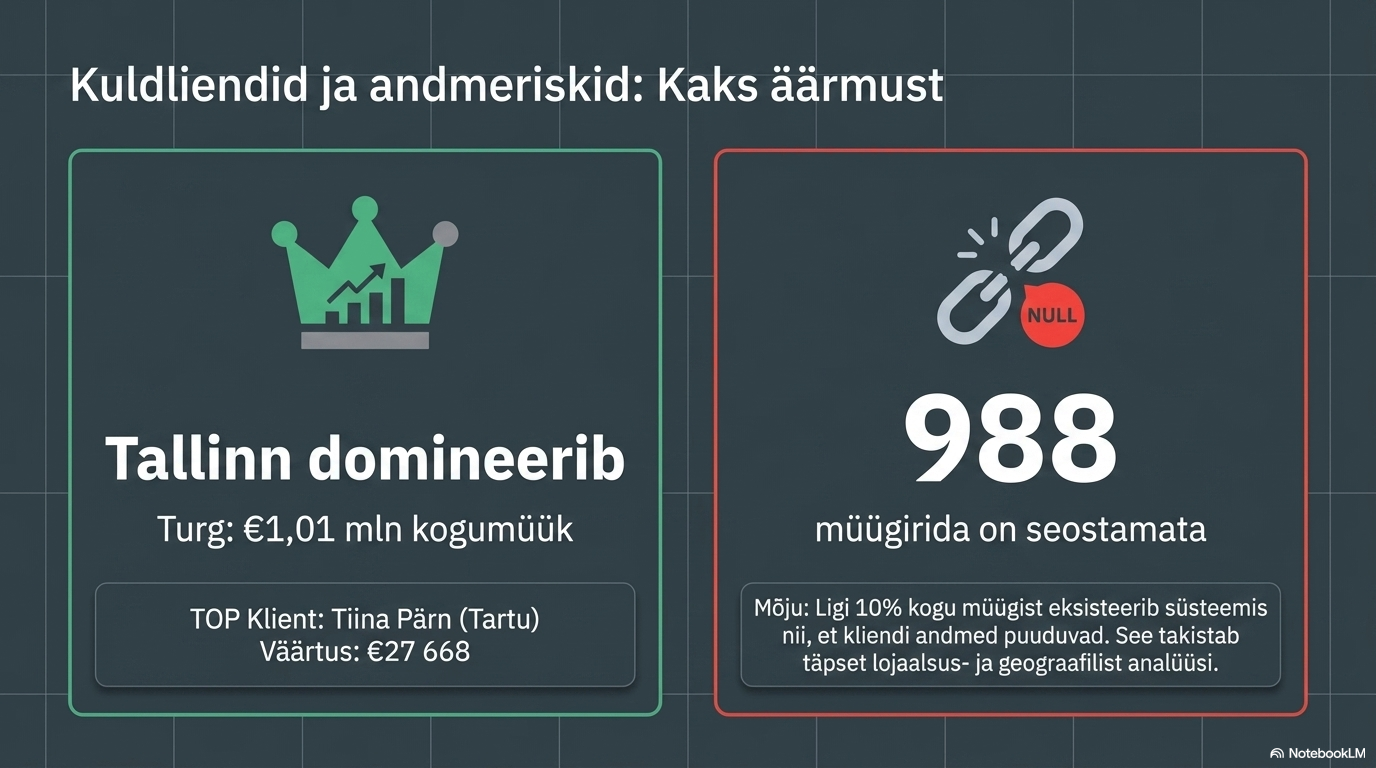 Kuldliendid ja andmeriskid: Kaks äärmust
Tallinn domineerib
Turg: €1,01 mln kogumüük
TOP Klient: Tiina Pärn (Tartu)
Väärtus: €27 668
NULL
988
müügirida on seostamata
Mõju: Ligi 10% kogu müügist eksisteerib süsteemis
nii, et kliendi andmed puuduvad. See takistab
täpset lojaalsus- ja geograafilist analüüsi.
NotebookLM